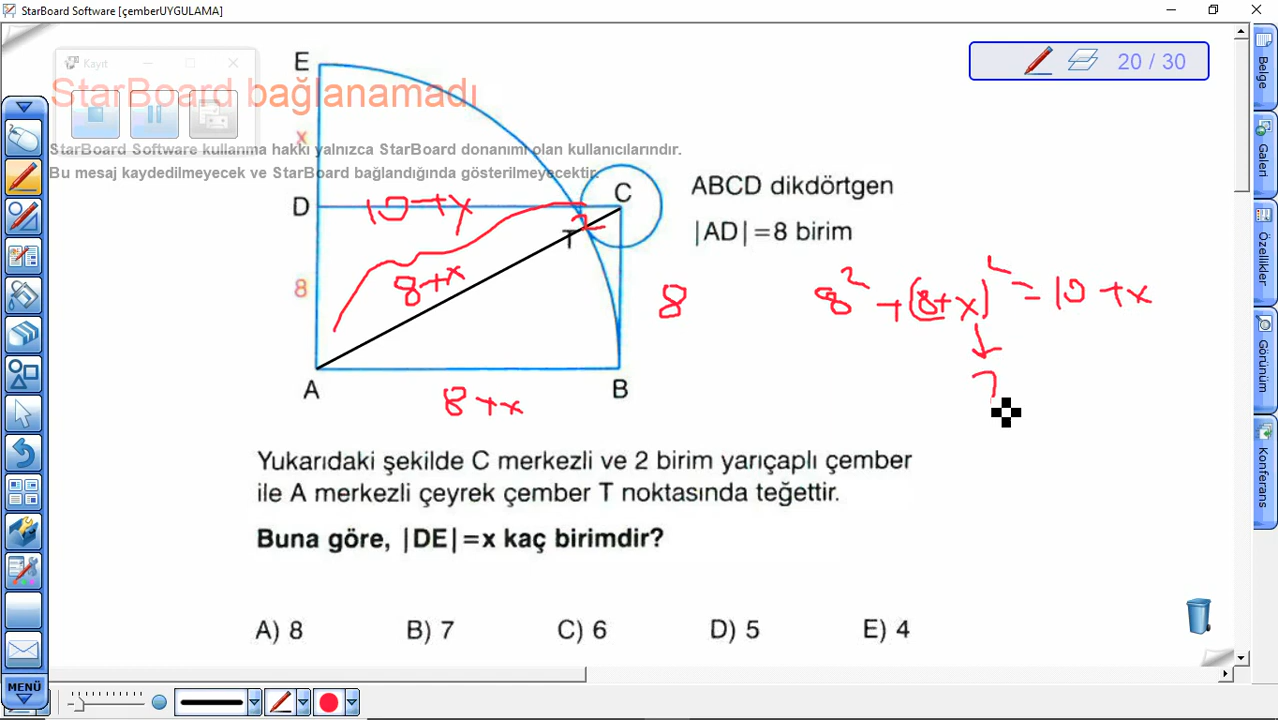 StarBoard Software [çemberUYGULAMA]
Kayıt
StarBoard bağlanamadı
StarBoard Software kullanma hakkı yalnızca StarBoard donanımı olan kullanıcılarındır.
Bu mesaj kaydedilmeyecek ve StarBoard bağlandığında gösterilmeyecektir.
20 / 30
E
x
D
10+x
C
T
8
8+x
8
A
B
8+x
ABCD dikdörtgen
|AD|=8 birim
8² + (8+x)² = 10 +x
7
2
Yukarıdaki şekilde C merkezli ve 2 birim yarıçaplı çember
ile A merkezli çeyrek çember T noktasında teğettir.
Buna göre, |DE|=x kaç birimdir?
A) 8 B) 7 C) 6 D) 5 E) 4
Belge
Galeri
Özellikler
Görünüm
Konferans
MENÜ